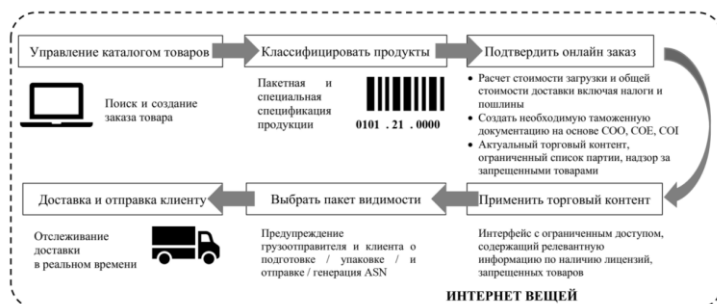 Управление каталогом товаров
Классифицировать продукты
Подтвердить онлайн заказ
Поиск и создание
заказа товара
Пакетная и
специальная
спецификация
продукции
0101 . 21 . 0000
• Расчет стоимости загрузки и общей
стоимости доставки включая налоги и
пошлины
• Создать необходимую таможенную
документацию на основе COO, COE, COI
• Актуальный торговый контент,
ограниченный список партии, надзор за
запрещенными товарами
Доставка и отправка клиенту
Выбрать пакет видимости
Применить торговый контент
Отслеживание
доставки
в реальном времени
Предупреждение
грузоотправителя и клиента о
подготовке / упаковке / и
отправке / генерация ASN
Интерфейс с ограниченным доступом,
содержащий релевантную
информацию по наличию лицензий,
запрещенных товаров
ИНТЕРНЕТ ВЕЩЕЙ